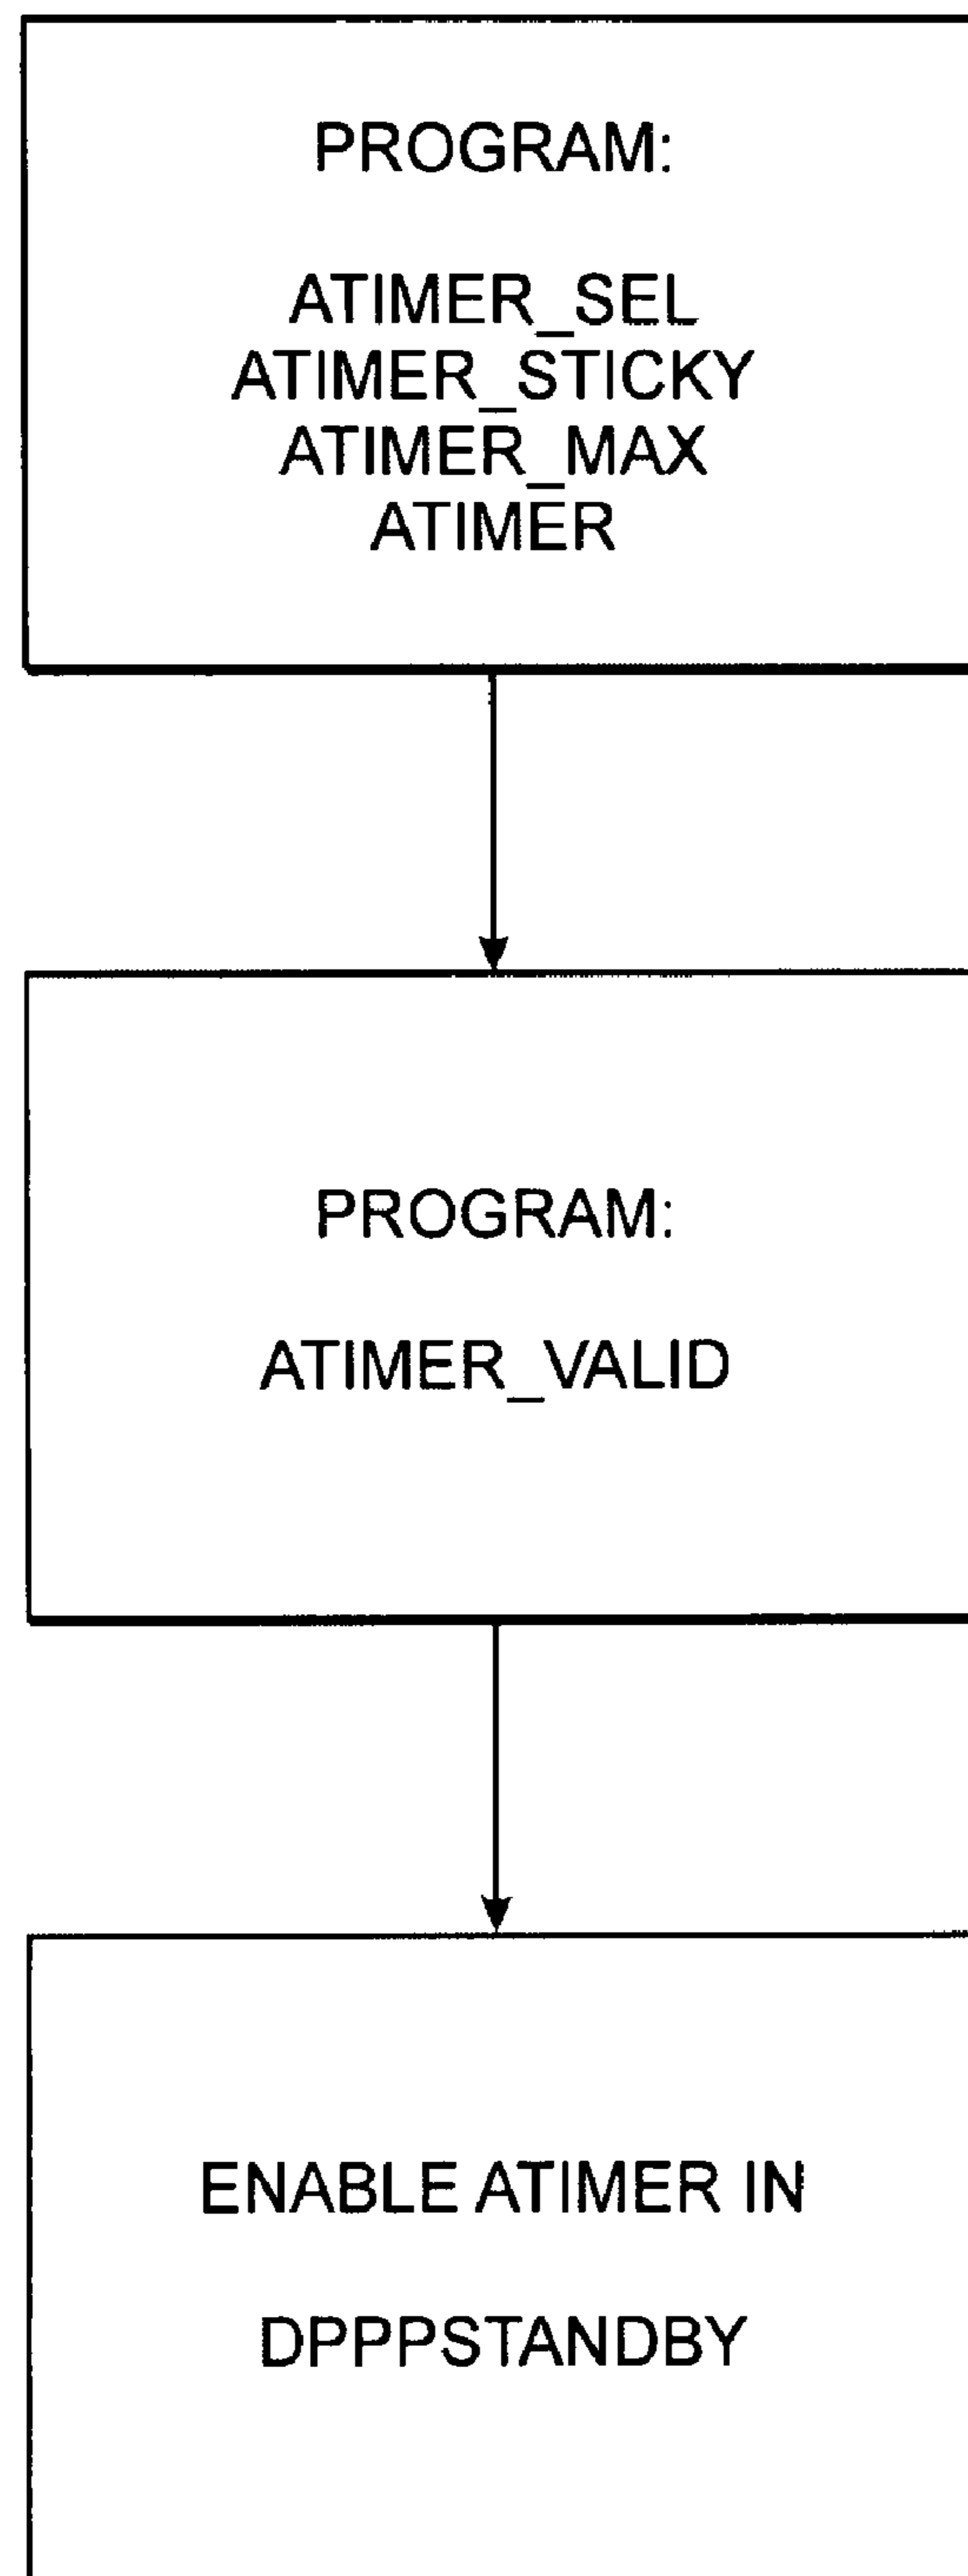 PROGRAM:
ATIMER_SEL
ATIMER_STICKY
ATIMER_MAX
ATIMER
PROGRAM:
ATIMER_VALID
ENABLE ATIMER IN
DPPPSTANDBY